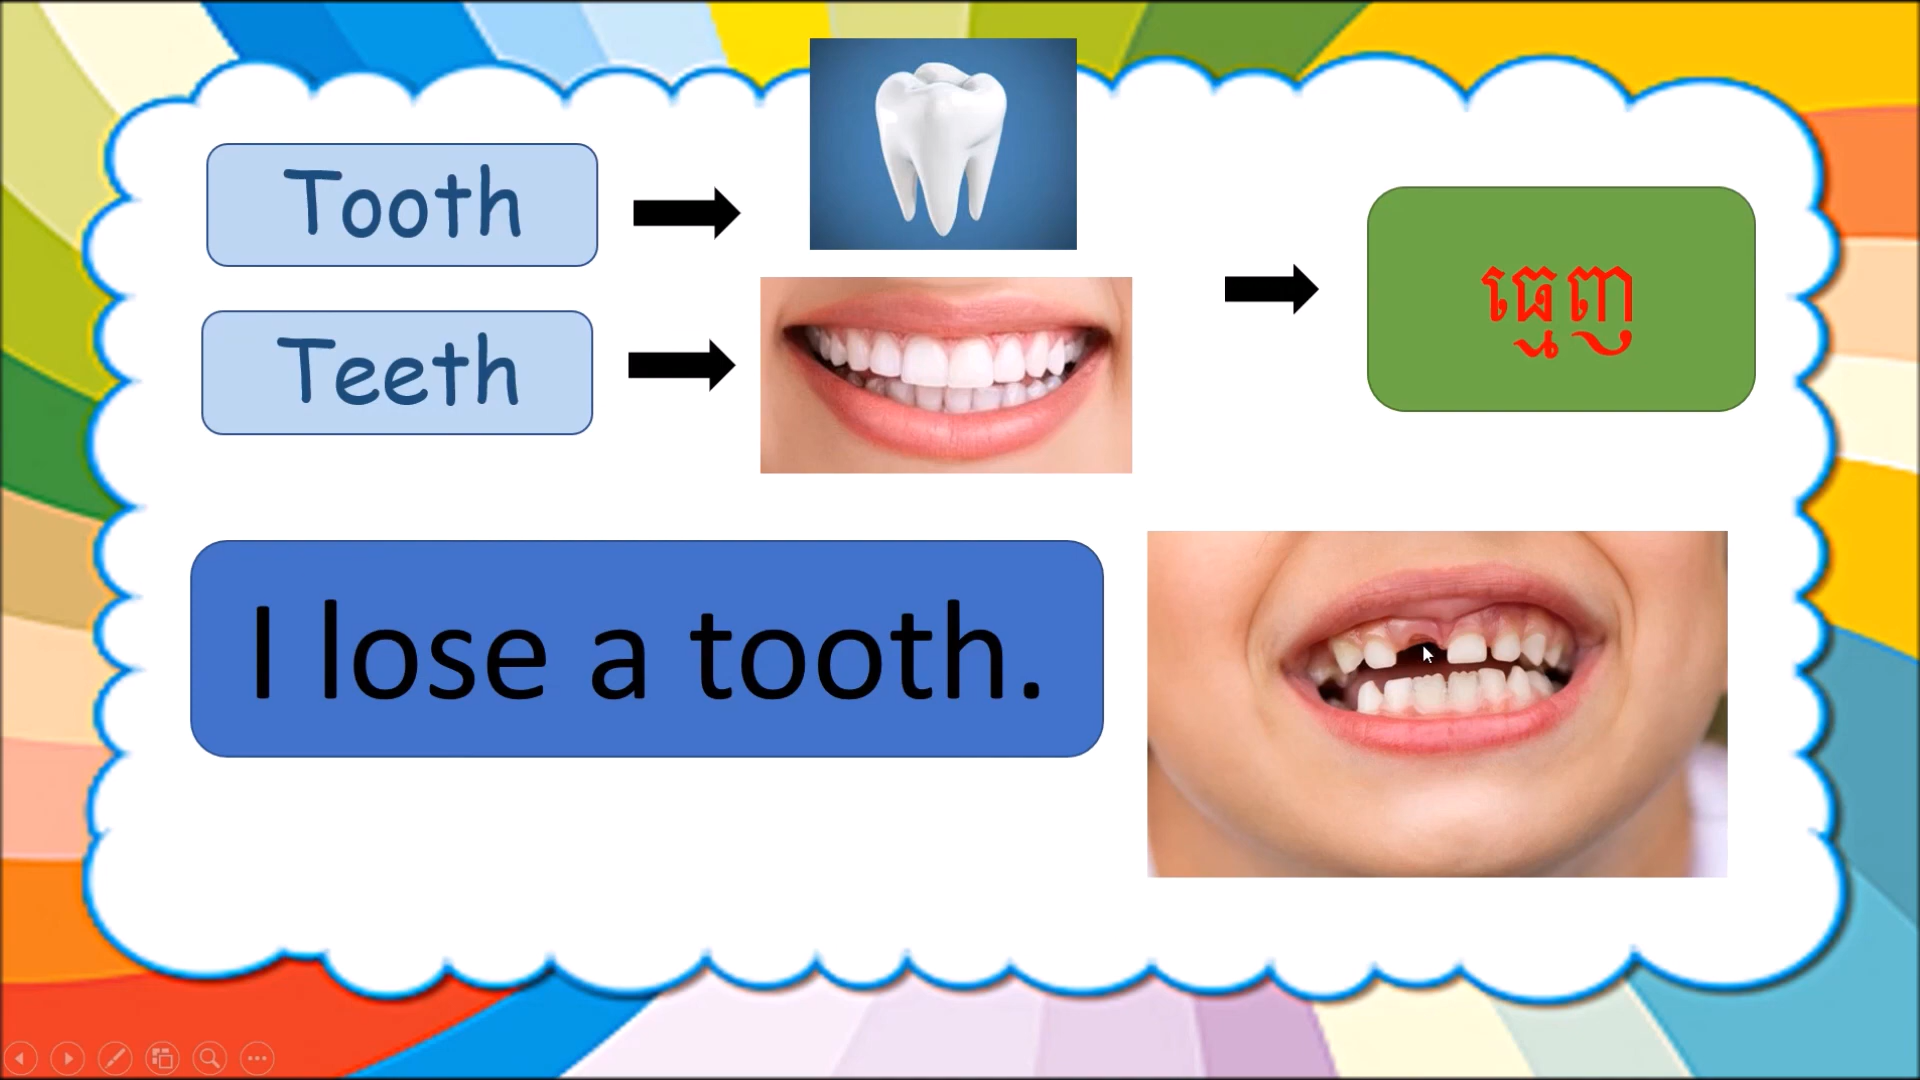 Tooth
Teeth
ធ្មេញ
I lose a tooth.